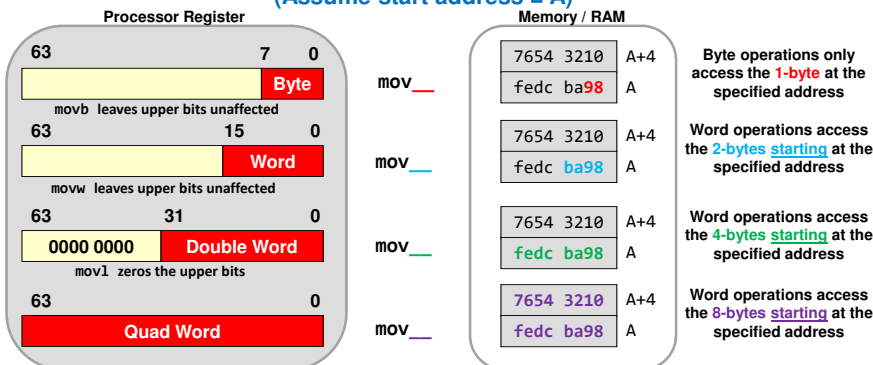 (Assume start address = A)
Processor Register
Memory / RAM
63 7 0
Byte
movb leaves upper bits unaffected
mov__
7654 3210 A+4
fedc ba98 A
Byte operations only
access the 1-byte at the
specified address
63 15 0
Word
movw leaves upper bits unaffected
mov__
7654 3210 A+4
fedc ba98 A
Word operations access
the 2-bytes starting at the
specified address
63 31 0
0000 0000 Double Word
movl zeros the upper bits
mov__
7654 3210 A+4
fedc ba98 A
Word operations access
the 4-bytes starting at the
specified address
63 0
Quad Word
mov__
7654 3210 A+4
fedc ba98 A
Word operations access
the 8-bytes starting at the
specified address